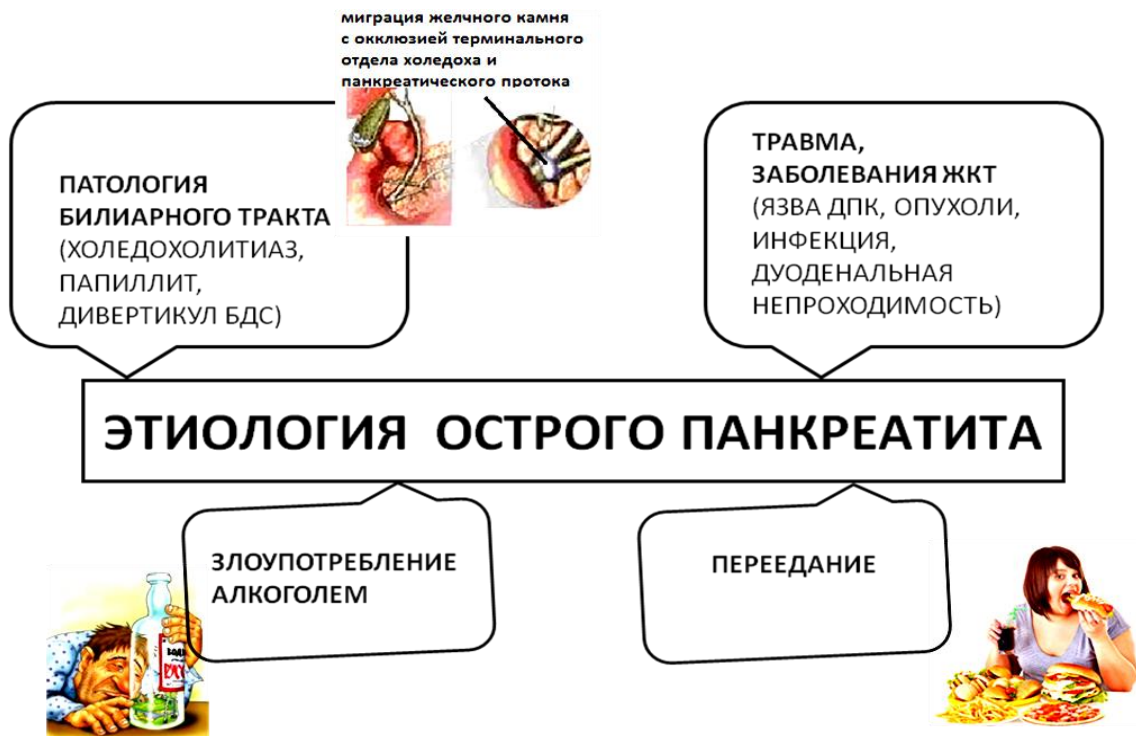 миграция желчного камня
с окклюзией терминального
отдела холедоха и
панкреатического протока
ПАТОЛОГИЯ
БИЛИАРНОГО ТРАКТА
(ХОЛЕДОХОЛИТИАЗ,
ПАПИЛЛИТ,
ДИВЕРТИКУЛ БДС)
ТРАВМА,
ЗАБОЛЕВАНИЯ ЖКТ
(ЯЗВА ДПК, ОПУХОЛИ,
ИНФЕКЦИЯ,
ДУОДЕНАЛЬНАЯ
НЕПРОХОДИМОСТЬ)
ЭТИОЛОГИЯ ОСТРОГО ПАНКРЕАТИТА
ЗЛОУПОТРЕБЛЕНИЕ
АЛКОГОЛЕМ
ПЕРЕЕДАНИЕ